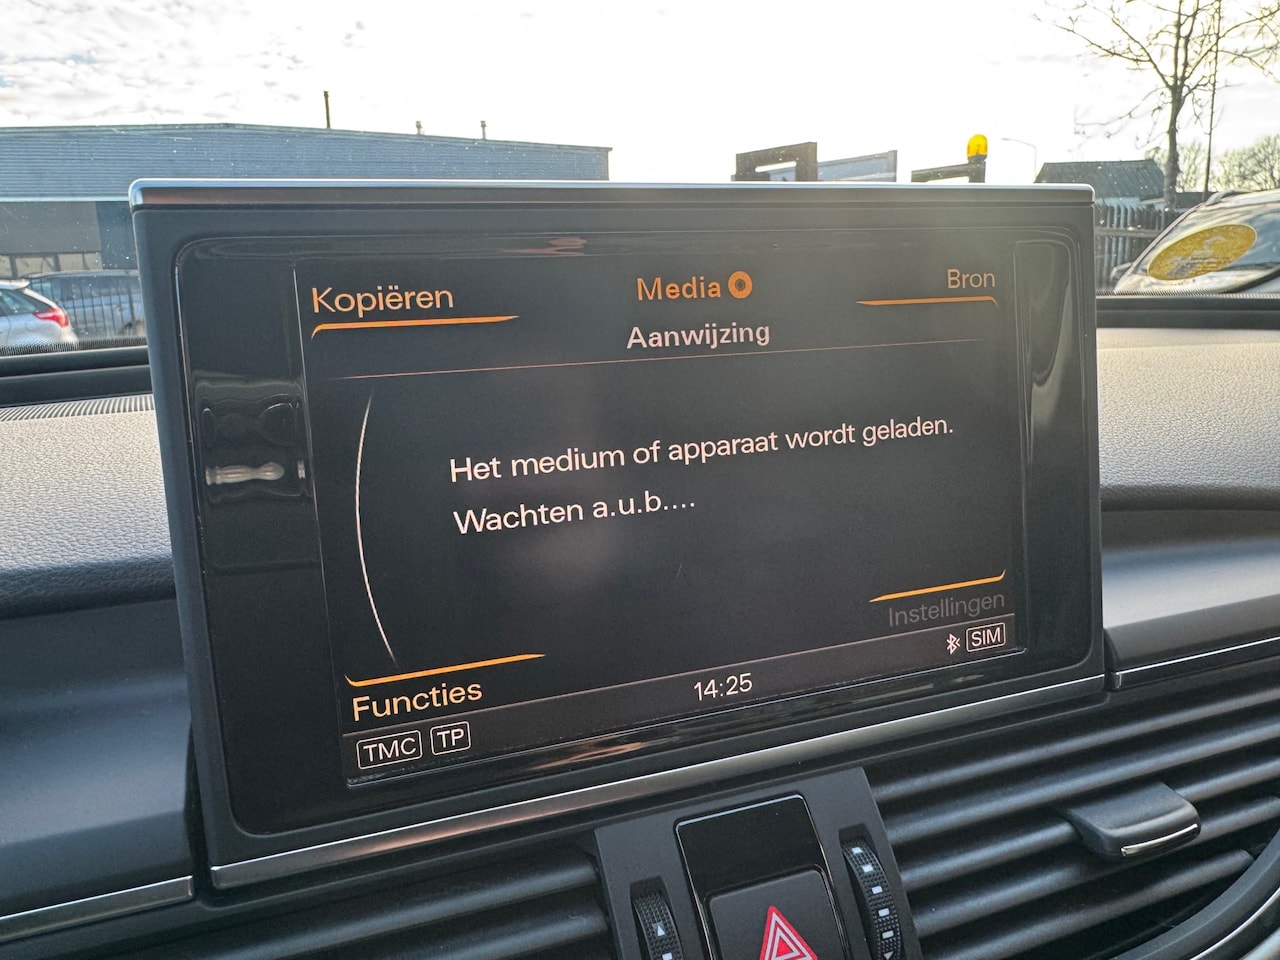 Kopiëren
Media
Bron
Aanwijzing
Het medium of apparaat wordt geladen.
Wachten a.u.b....
Instellingen
SIM
Functies
14:25
TMC TP